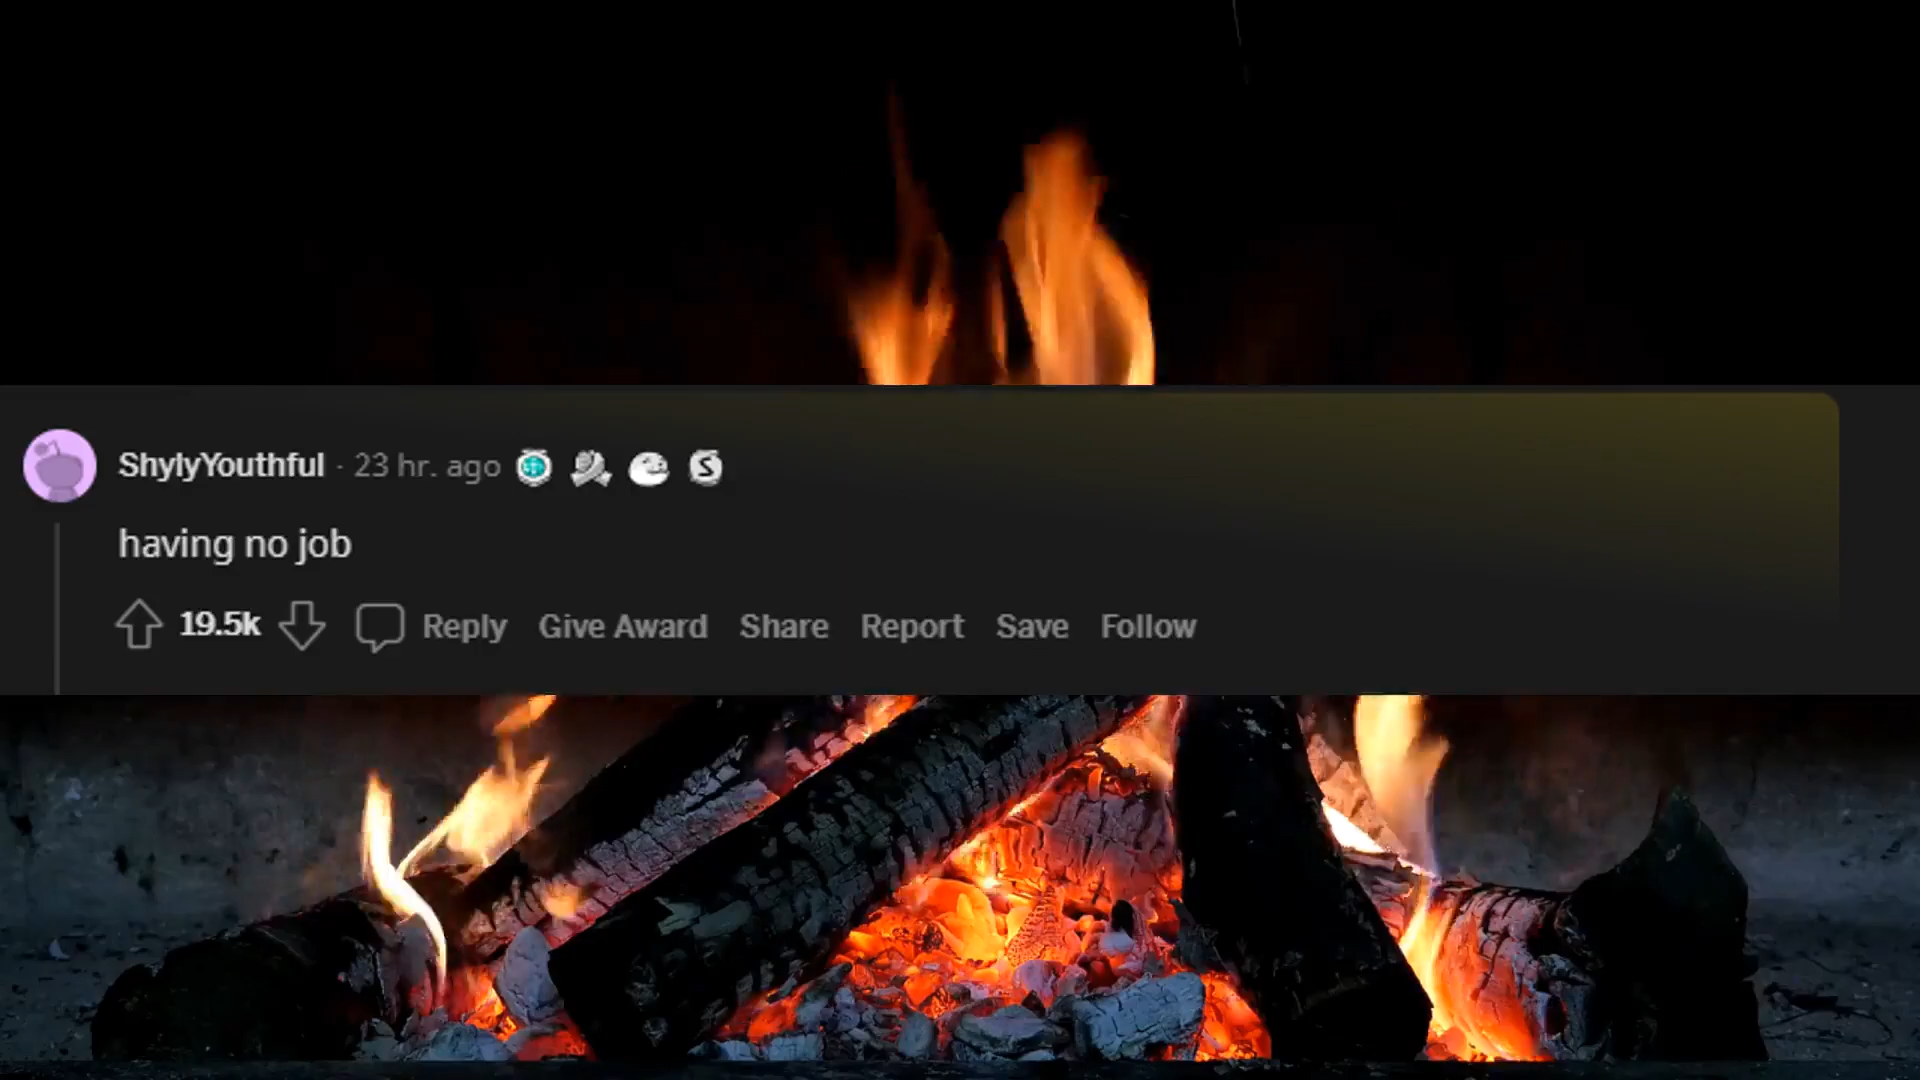 ShylyYouthful · 23 hr. ago
having no job
19.5k Reply Give Award Share Report Save Follow